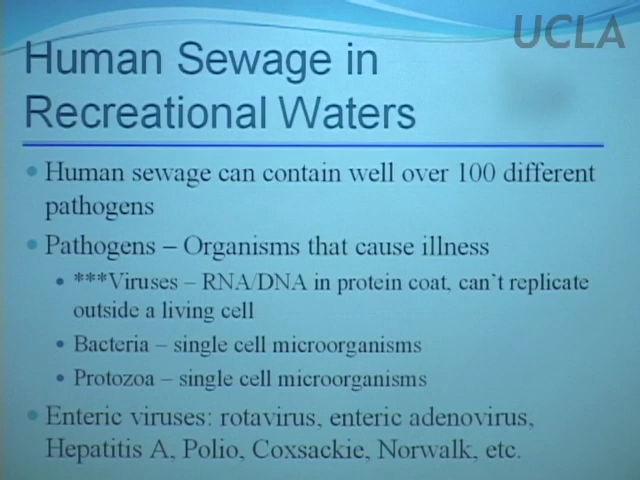 UCLA
Human Sewage in
Recreational Waters
• Human sewage can contain well over 100 different
pathogens
• Pathogens – Organisms that cause illness
• ***Viruses – RNA/DNA in protein coat, can't replicate
outside a living cell
• Bacteria – single cell microorganisms
• Protozoa – single cell microorganisms
• Enteric viruses: rotavirus, enteric adenovirus,
Hepatitis A, Polio, Coxsackie, Norwalk, etc.